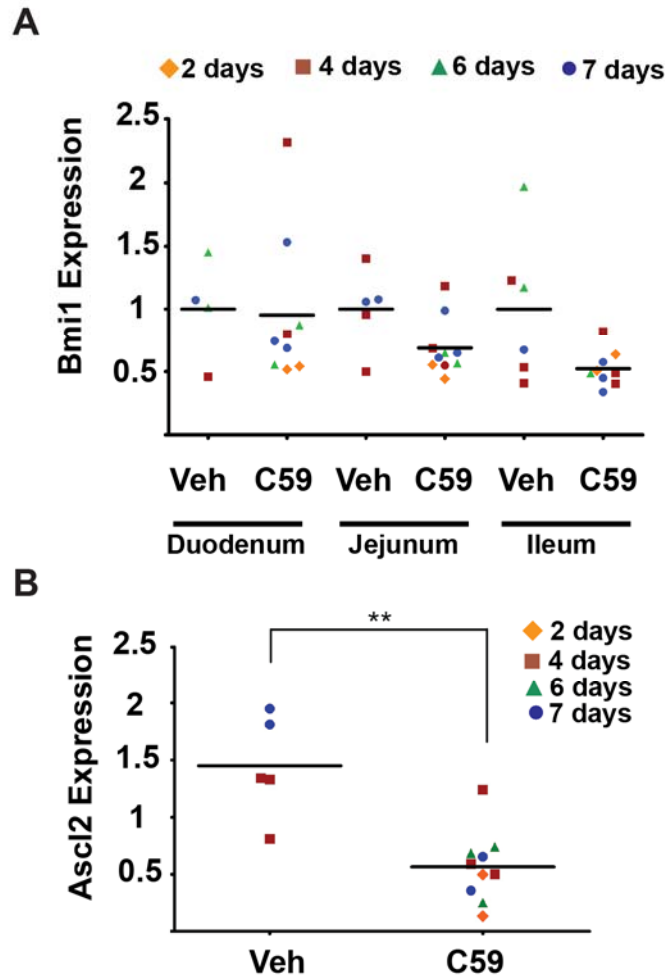 A
2 days 4 days 6 days 7 days
Bmi1 Expression
2.5
2
1.5
1
0.5
Veh C59 Veh C59 Veh C59
Duodenum Jejunum Ileum
B
**
2 days
4 days
6 days
7 days
Ascl2 Expression
2.5
2
1.5
1
0.5
Veh C59